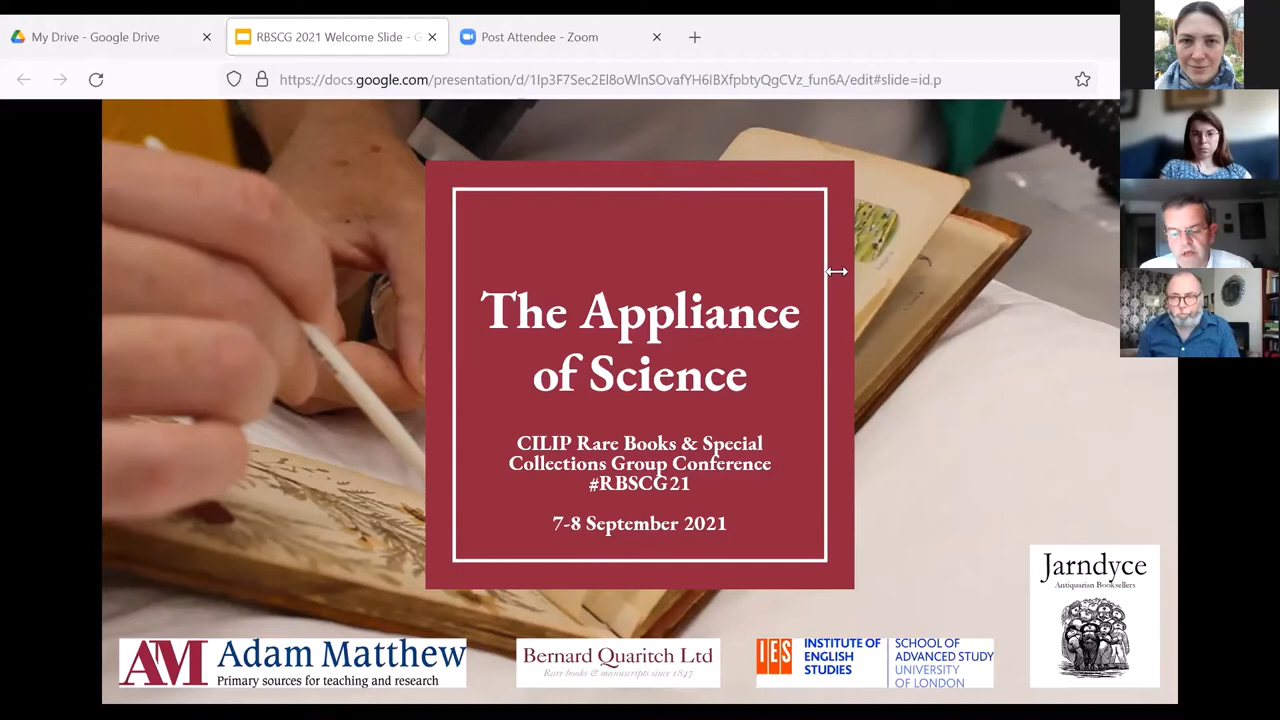 My Drive - Google Drive
RBSCG 2021 Welcome Slide - G
Post Attendee - Zoom
https://docs.google.com/presentation/d/1Ip3F7Sec2El8oWlnSOvafYH6IBXfpbtyQgCVz_fun6A/edit#slide=id.p
The Appliance
of Science
CILIP Rare Books & Special
Collections Group Conference
#RBSCG21
7-8 September 2021
AM Adam Matthew
Primary sources for teaching and research
Bernard Quaritch Ltd
Rare books & manuscripts since 1847
IES
INSTITUTE OF
ENGLISH
STUDIES
SCHOOL OF
ADVANCED STUDY
UNIVERSITY
OF LONDON
Jarndyce
Antiquarian Booksellers